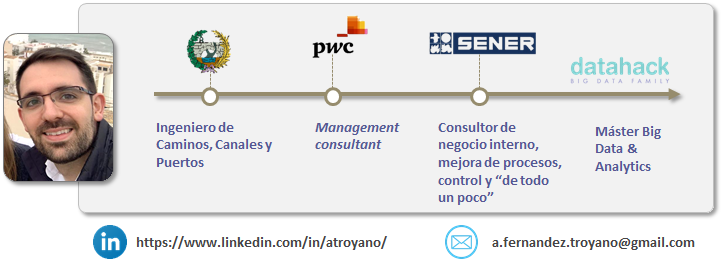 pwc
SENER
datahack
BIG DATA FAMILY
Ingeniero de
Caminos, Canales y
Puertos
Management
consultant
Consultor de
negocio interno,
mejora de procesos,
control y “de todo
un poco”
Máster Big
Data &
Analytics
in
https://www.linkedin.com/in/atroyano/
a.fernandez.troyano@gmail.com